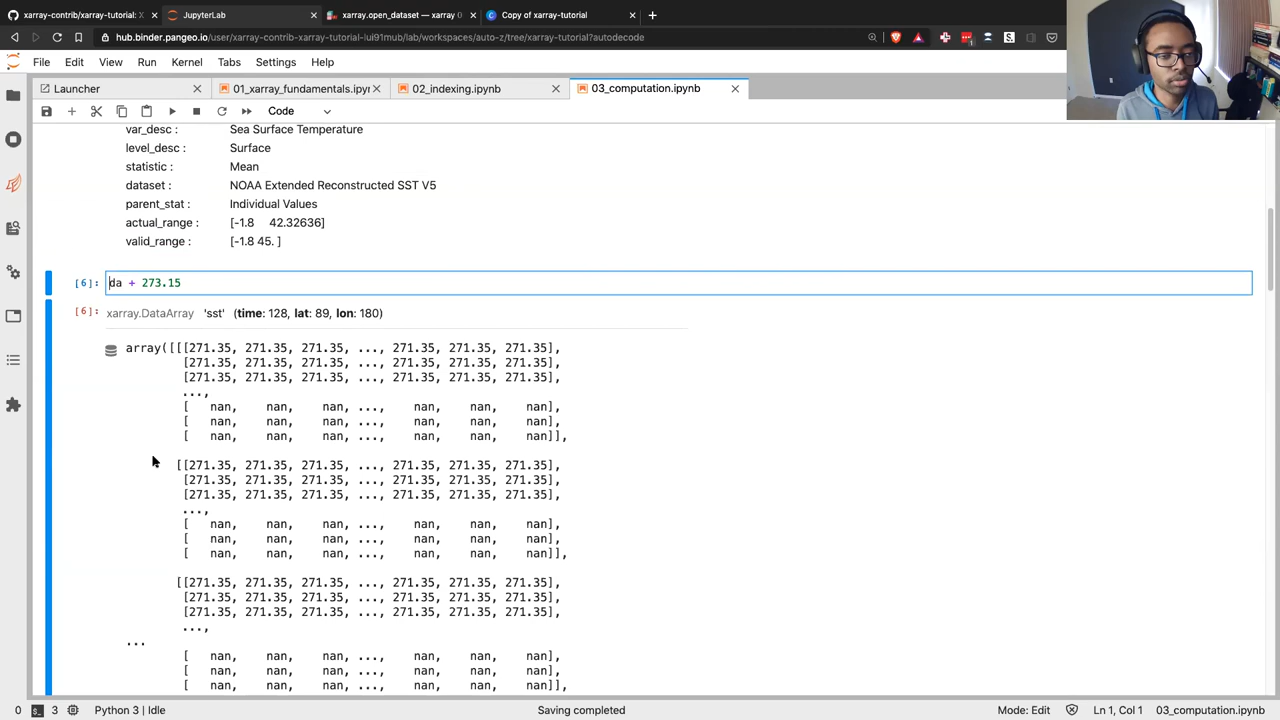 xarray-contrib/xarray-tutorial: X
JupyterLab
xarray.open_dataset — xarray 0
Copy of xarray-tutorial
hub.binder.pangeo.io/user/xarray-contrib-xarray-tutorial-ui91mub/lab/workspaces/auto-z/tree/xarray-tutorial?autodecode
File Edit View Run Kernel Tabs Settings Help
Launcher
01_xarray_fundamentals.ipyn
02_indexing.ipynb
03_computation.ipynb
Code
var_desc : Sea Surface Temperature
level_desc : Surface
statistic : Mean
dataset : NOAA Extended Reconstructed SST V5
parent_stat : Individual Values
actual_range : [-1.8 42.32636]
valid_range : [-1.8 45. ]
[6]: da + 273.15
[6]: xarray.DataArray 'sst' (time: 128, lat: 89, lon: 180)
array([[[271.35, 271.35, 271.35, ..., 271.35, 271.35, 271.35],
[271.35, 271.35, 271.35, ..., 271.35, 271.35, 271.35],
[271.35, 271.35, 271.35, ..., 271.35, 271.35, 271.35],
...,
[ nan, nan, nan, ..., nan, nan, nan],
[ nan, nan, nan, ..., nan, nan, nan],
[ nan, nan, nan, ..., nan, nan, nan]],
[[271.35, 271.35, 271.35, ..., 271.35, 271.35, 271.35],
[271.35, 271.35, 271.35, ..., 271.35, 271.35, 271.35],
[271.35, 271.35, 271.35, ..., 271.35, 271.35, 271.35],
...,
[ nan, nan, nan, ..., nan, nan, nan],
[ nan, nan, nan, ..., nan, nan, nan],
[ nan, nan, nan, ..., nan, nan, nan]],
[[271.35, 271.35, 271.35, ..., 271.35, 271.35, 271.35],
[271.35, 271.35, 271.35, ..., 271.35, 271.35, 271.35],
[271.35, 271.35, 271.35, ..., 271.35, 271.35, 271.35],
...,
...
[ nan, nan, nan, ..., nan, nan, nan],
[ nan, nan, nan, ..., nan, nan, nan],
[ nan, nan, nan, ..., nan, nan, nan]],
0 3 Python 3 | Idle Saving completed Mode: Edit Ln 1, Col 1 03_computation.ipynb